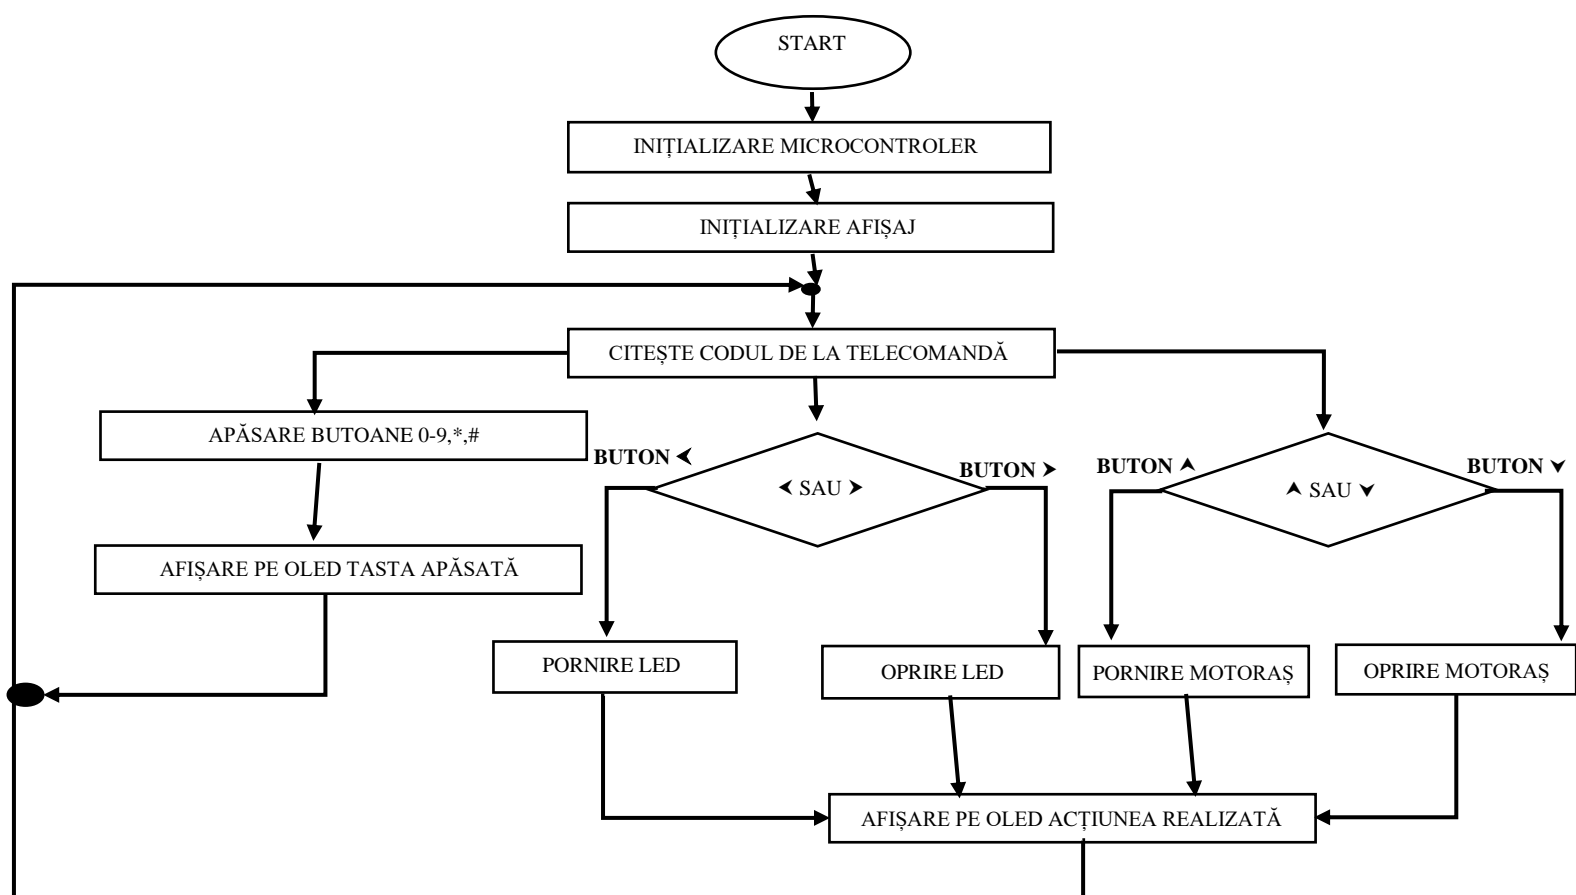 START
INIȚIALIZARE MICROCONTROLER
INIȚIALIZARE AFIȘAJ
CITEȘTE CODUL DE LA TELECOMANDĂ
APĂSARE BUTOANE 0-9,*,#
BUTON ⮜
BUTON ⮞
BUTON ⮝
BUTON ⮟
⮜ SAU ⮞
⮝ SAU ⮟
AFIȘARE PE OLED TASTA APĂSATĂ
PORNIRE LED
OPRIRE LED
PORNIRE MOTORAȘ
OPRIRE MOTORAȘ
AFIȘARE PE OLED ACȚIUNEA REALIZATĂ